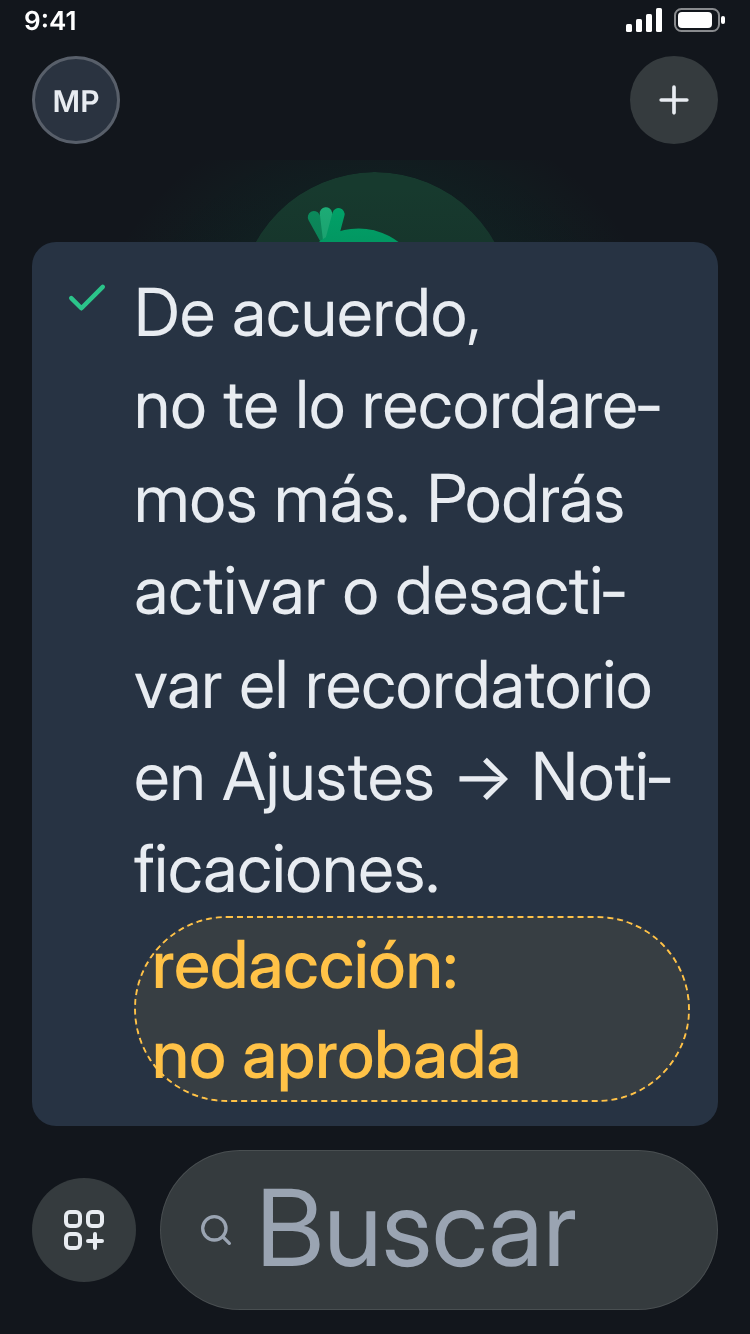 9:41
MP
De acuerdo,
no te lo recordare-
mos más. Podrás
activar o desacti-
var el recordatorio
en Ajustes → Noti-
ficaciones.
redacción:
no aprobada
Buscar